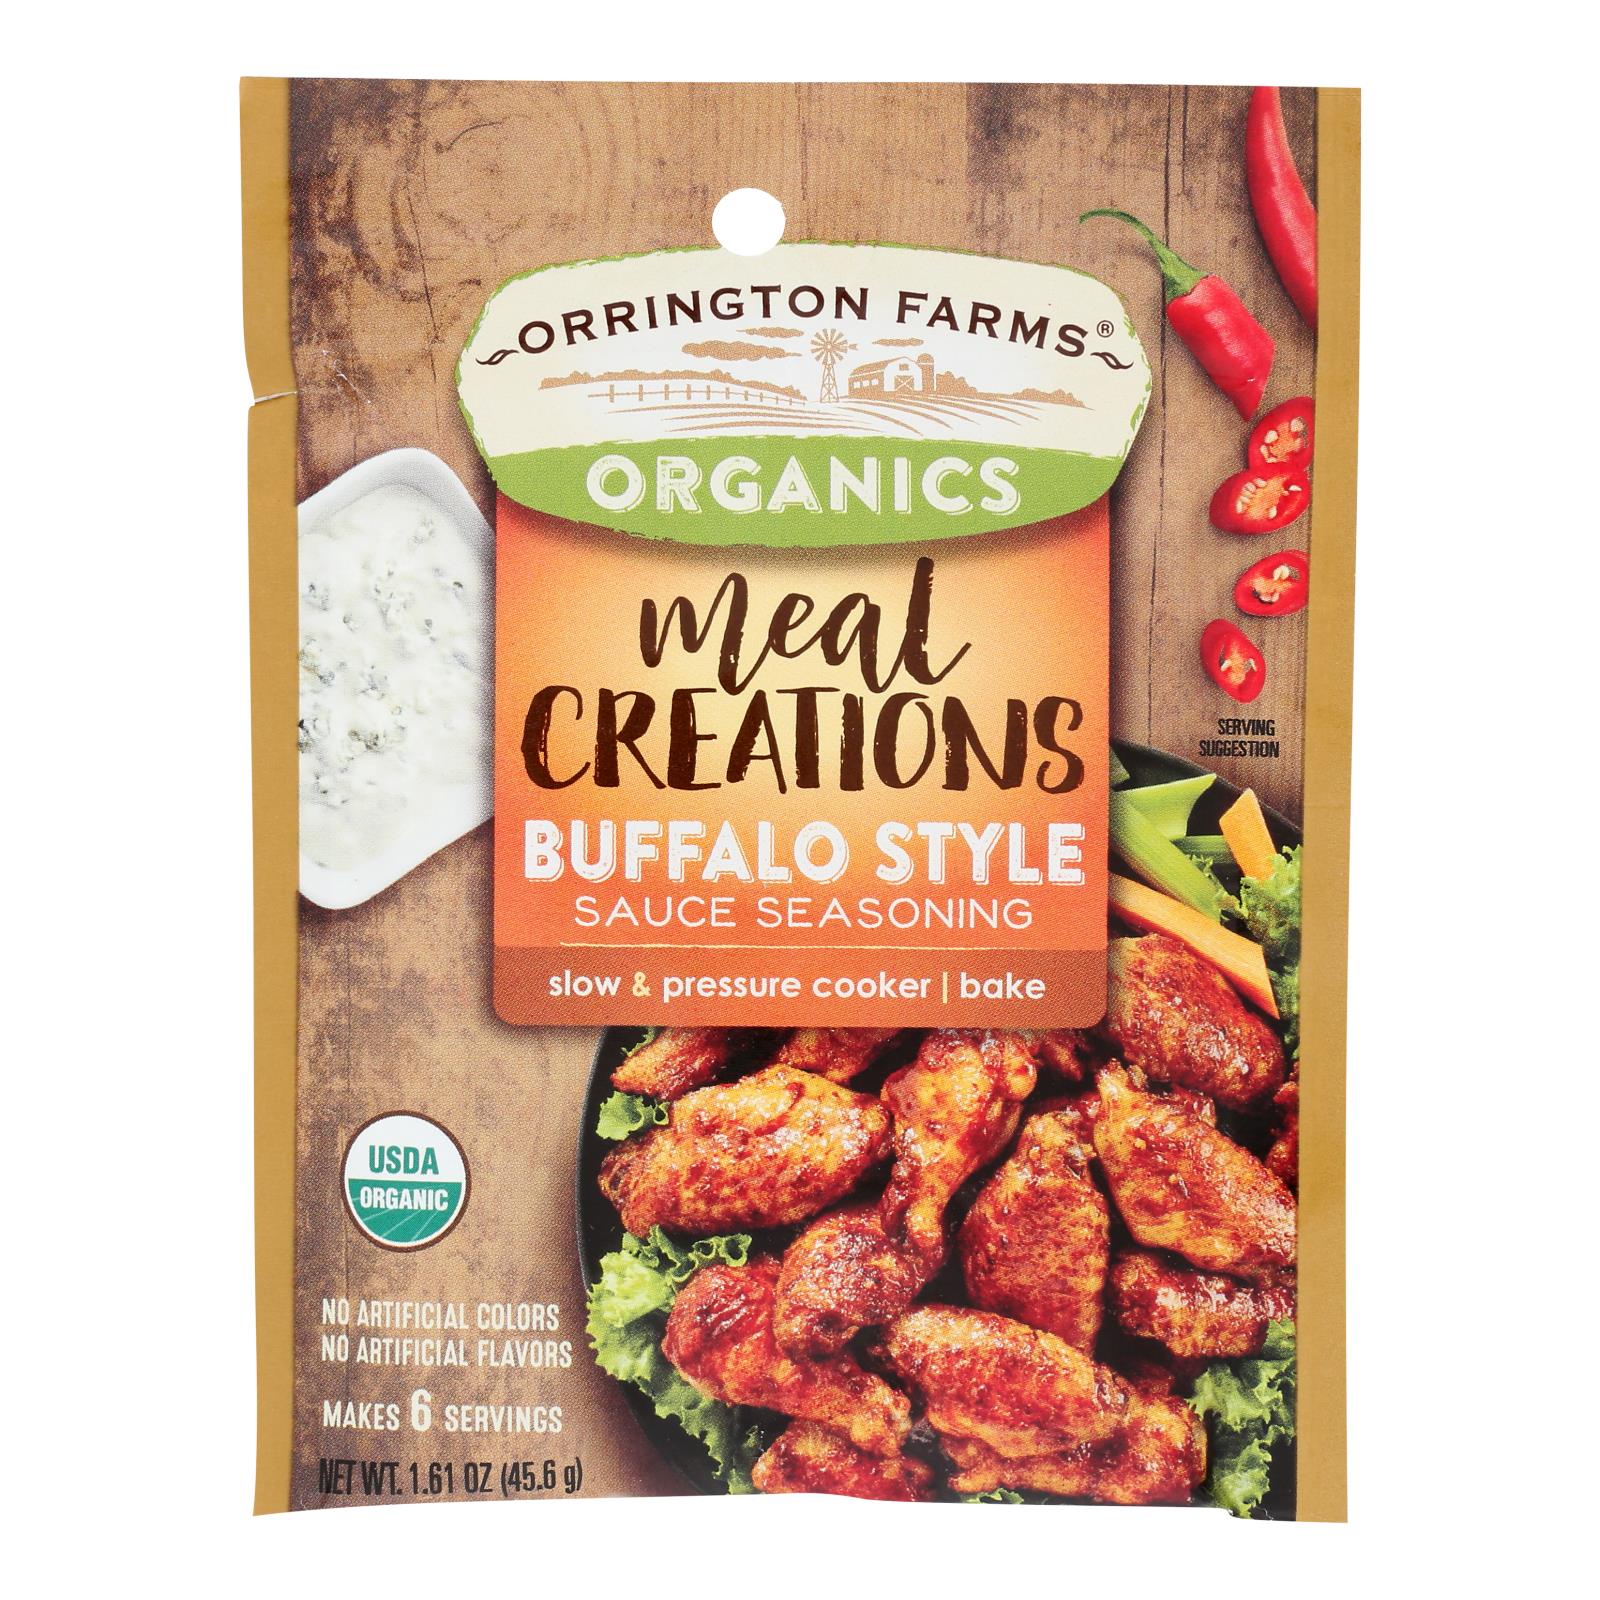 ORRINGTON FARMS®
ORGANICS
meal
CREATIONS
BUFFALO STYLE
SAUCE SEASONING
slow & pressure cooker | bake
SERVING
SUGGESTION
USDA
ORGANIC
NO ARTIFICIAL COLORS
NO ARTIFICIAL FLAVORS
MAKES 6 SERVINGS
NET WT. 1.61 OZ (45.6 g)